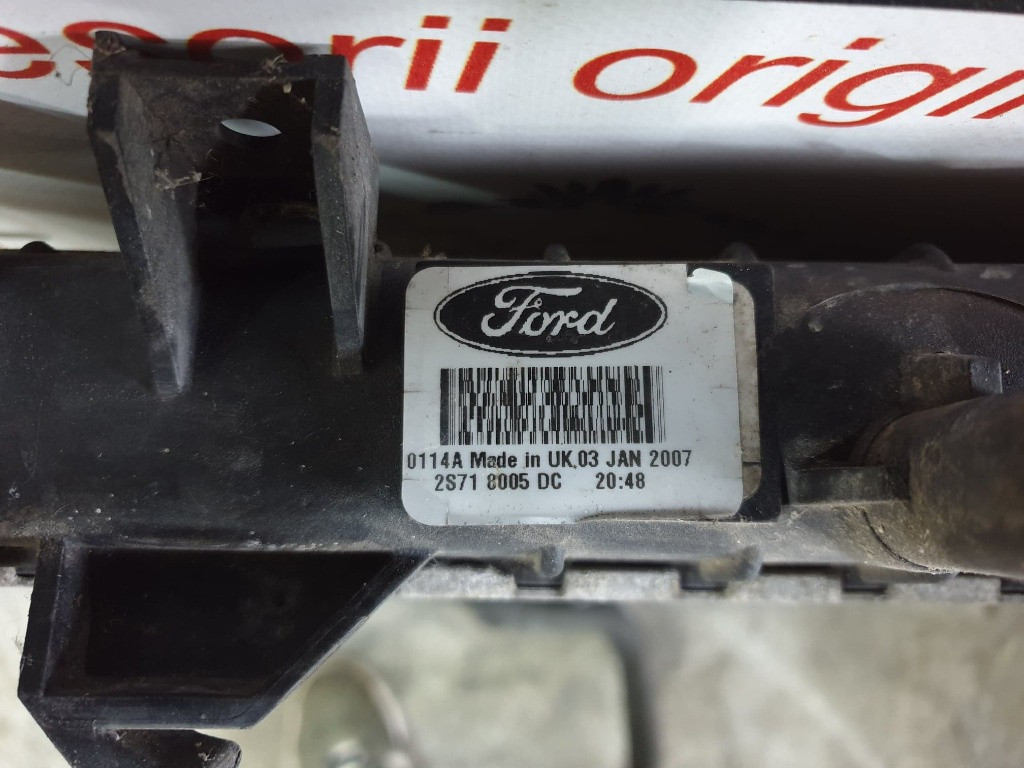 esorii origin
Ford
0114A Made in UK,03 JAN 2007
2S71 8005 DC 20:48